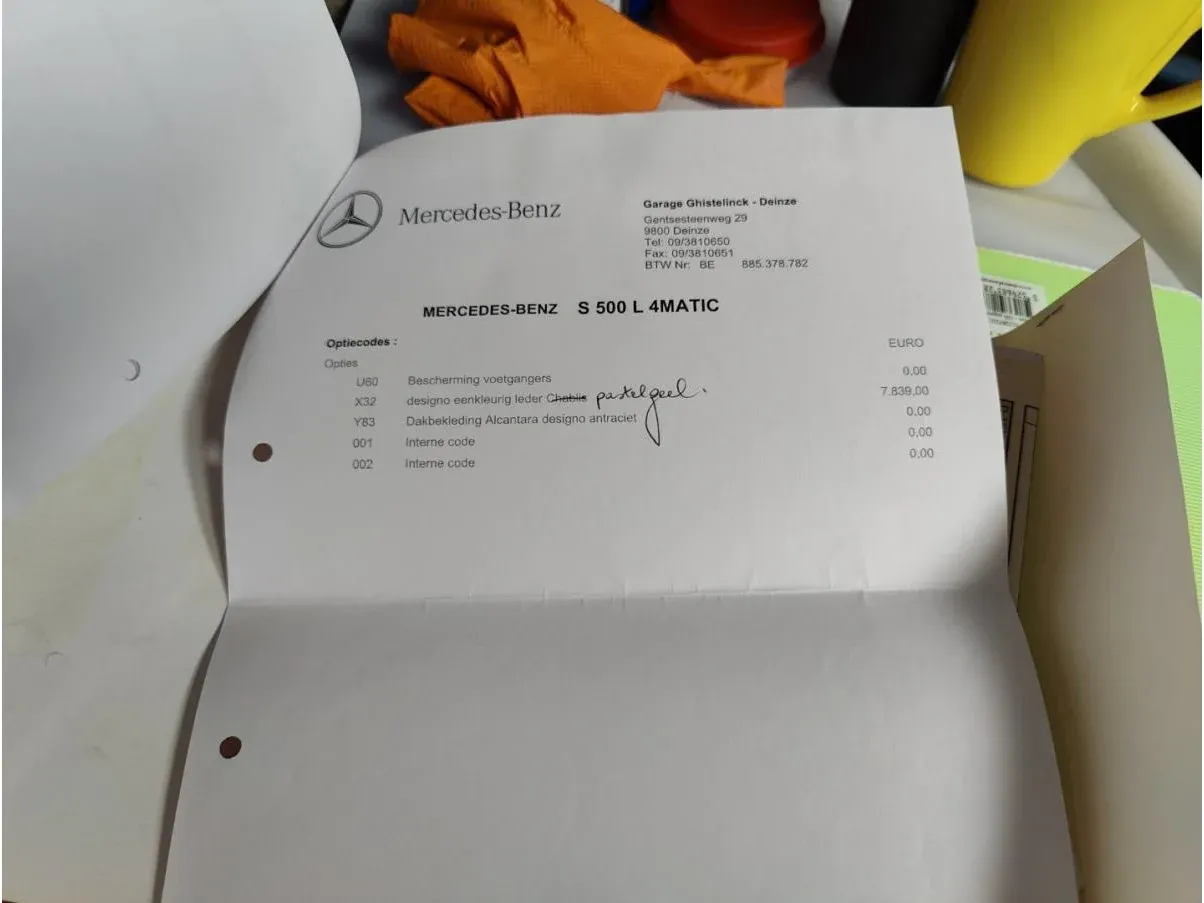 Mercedes-Benz
Garage Ghistelinck - Deinze
Gentsesteenweg 29
9800 Deinze
Tel: 09/3810650
Fax: 09/3810651
BTW Nr: BE 885.378.782
MERCEDES-BENZ S 500 L 4MATIC
Optiecodes : EURO
Opties
U60 Bescherming voetgangers 0,00
X32 designo eenkleurig leder Chablis pastelgeel. 7.839,00
Y83 Dakbekleding Alcantara designo antraciet 0,00
001 Interne code 0,00
002 Interne code 0,00